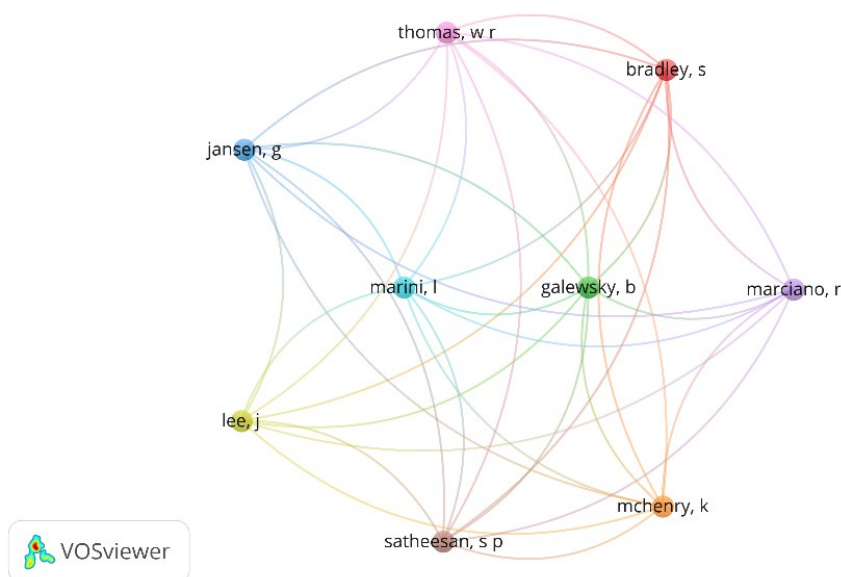 thomas, w r
bradley, s
jansen, g
marini, l
galewsky, b
marciano, r
lee, j
mchenry, k
satheesan, s p
VOSviewer